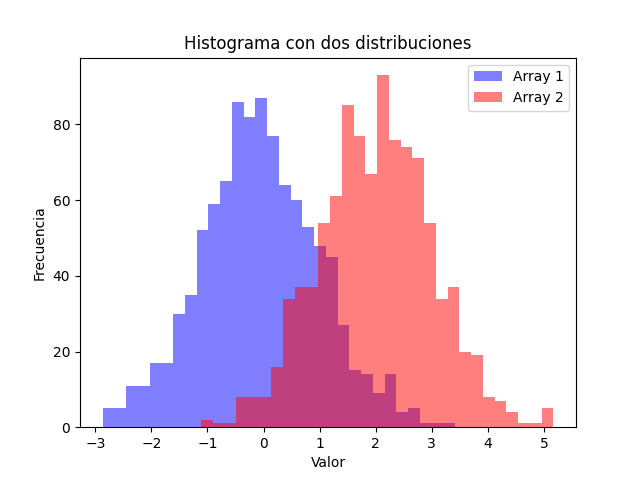 Histograma con dos distribuciones
Array 1
Array 2
Frecuencia
80
60
40
20
0
−3 −2 −1 0 1 2 3 4 5
Valor